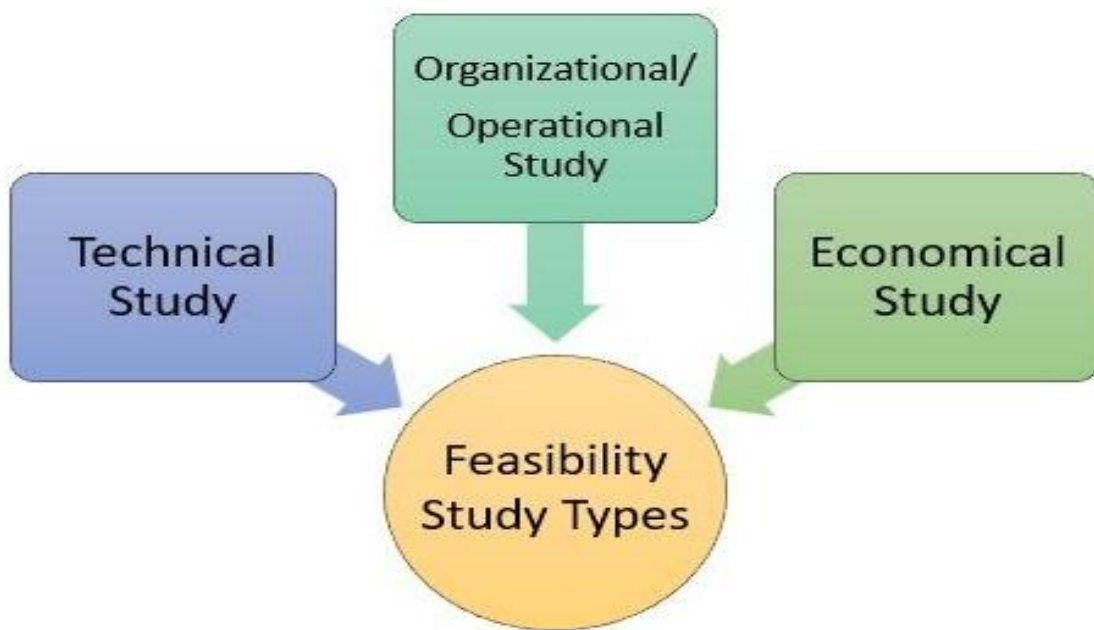 Organizational/
Operational
Study
Technical
Study
Economical
Study
Feasibility
Study Types